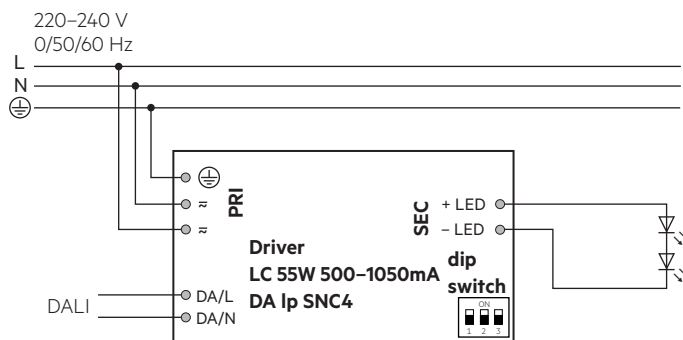 220–240 V
0/50/60 Hz
L
N
PRI
≂
≂
SEC
+ LED
– LED
Driver
LC 55W 500–1050mA
DA lp SNC4
dip
switch
ON
1 2 3
DALI
DA/L
DA/N